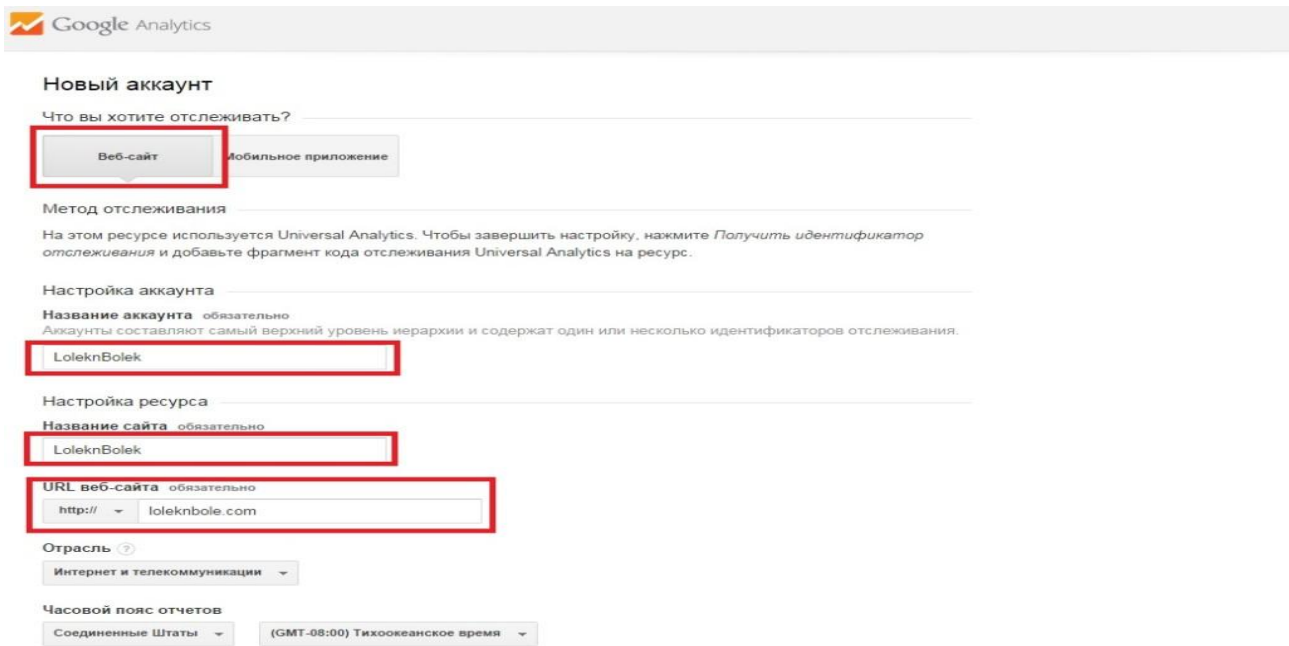 Google Analytics
Новый аккаунт
Что вы хотите отслеживать?
Веб-сайт
Мобильное приложение
Метод отслеживания
На этом ресурсе используется Universal Analytics. Чтобы завершить настройку, нажмите Получить идентификатор
отслеживания и добавьте фрагмент кода отслеживания Universal Analytics на ресурс.
Настройка аккаунта
Название аккаунта обязательно
Аккаунты составляют самый верхний уровень иерархии и содержат один или несколько идентификаторов отслеживания.
LoleknBolek
Настройка ресурса
Название сайта обязательно
LoleknBolek
URL веб-сайта обязательно
http:// loleknbole.com
Отрасль ?
Интернет и телекоммуникации
Часовой пояс отчетов
Соединенные Штаты (GMT-08:00) Тихоокеанское время